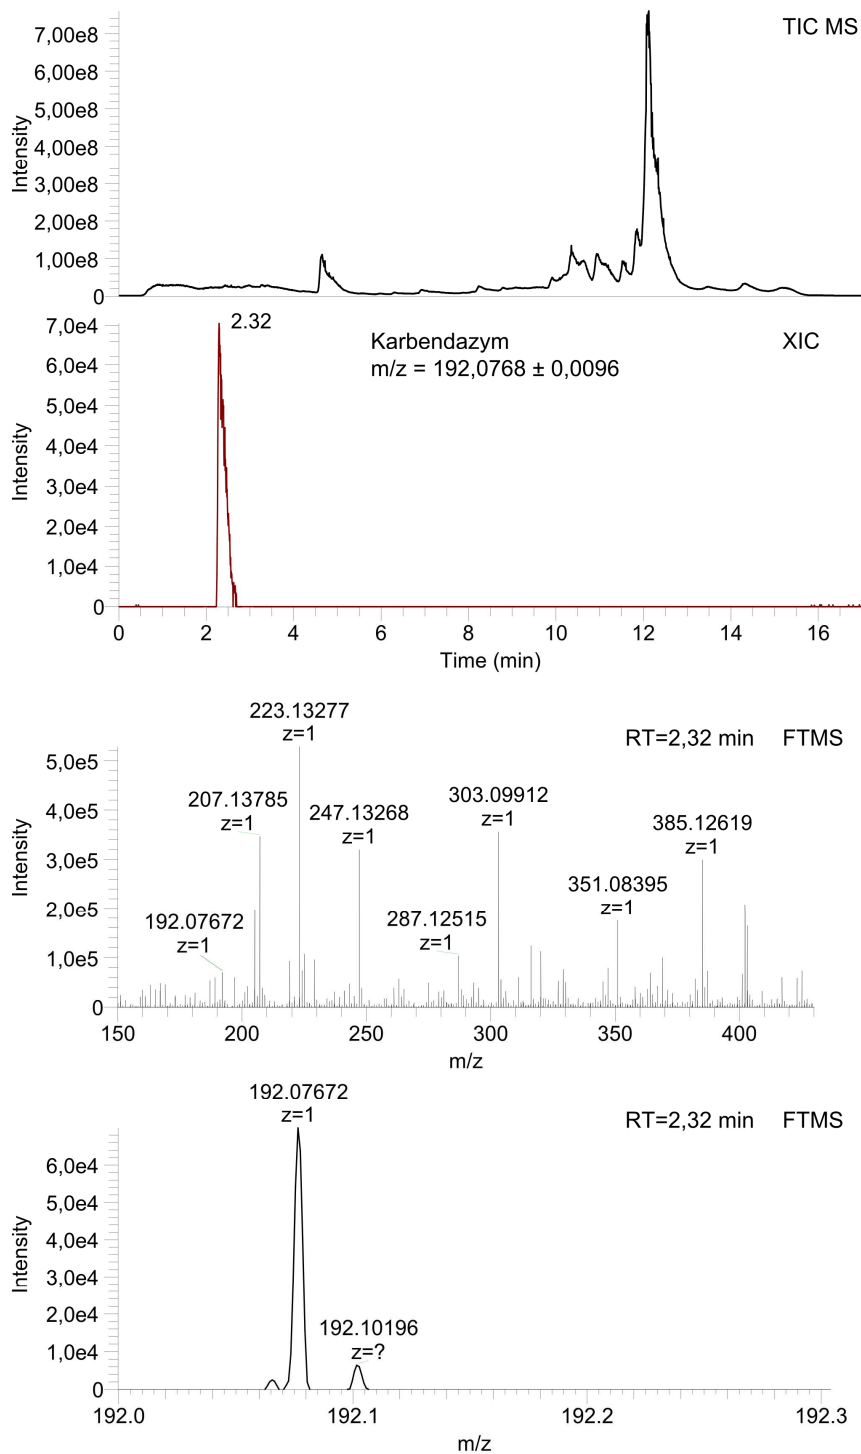 TIC MS
Intensity
7,00e8
6,00e8
5,00e8
4,00e8
3,00e8
2,00e8
1,00e8
0
2.32
Karbendazym
m/z = 192,0768 ± 0,0096
XIC
Intensity
7,0e4
6,0e4
5,0e4
4,0e4
3,0e4
2,0e4
1,0e4
0
0 2 4 6 8 10 12 14 16
Time (min)
RT=2,32 min FTMS
223.13277
z=1
207.13785
z=1
247.13268
z=1
303.09912
z=1
385.12619
z=1
351.08395
z=1
192.07672
z=1
287.12515
z=1
Intensity
5,0e5
4,0e5
3,0e5
2,0e5
1,0e5
0
150 200 250 300 350 400
m/z
192.07672
z=1
RT=2,32 min FTMS
Intensity
6,0e4
5,0e4
4,0e4
3,0e4
2,0e4
1,0e4
0
192.10196
z=?
192.0 192.1 192.2 192.3
m/z